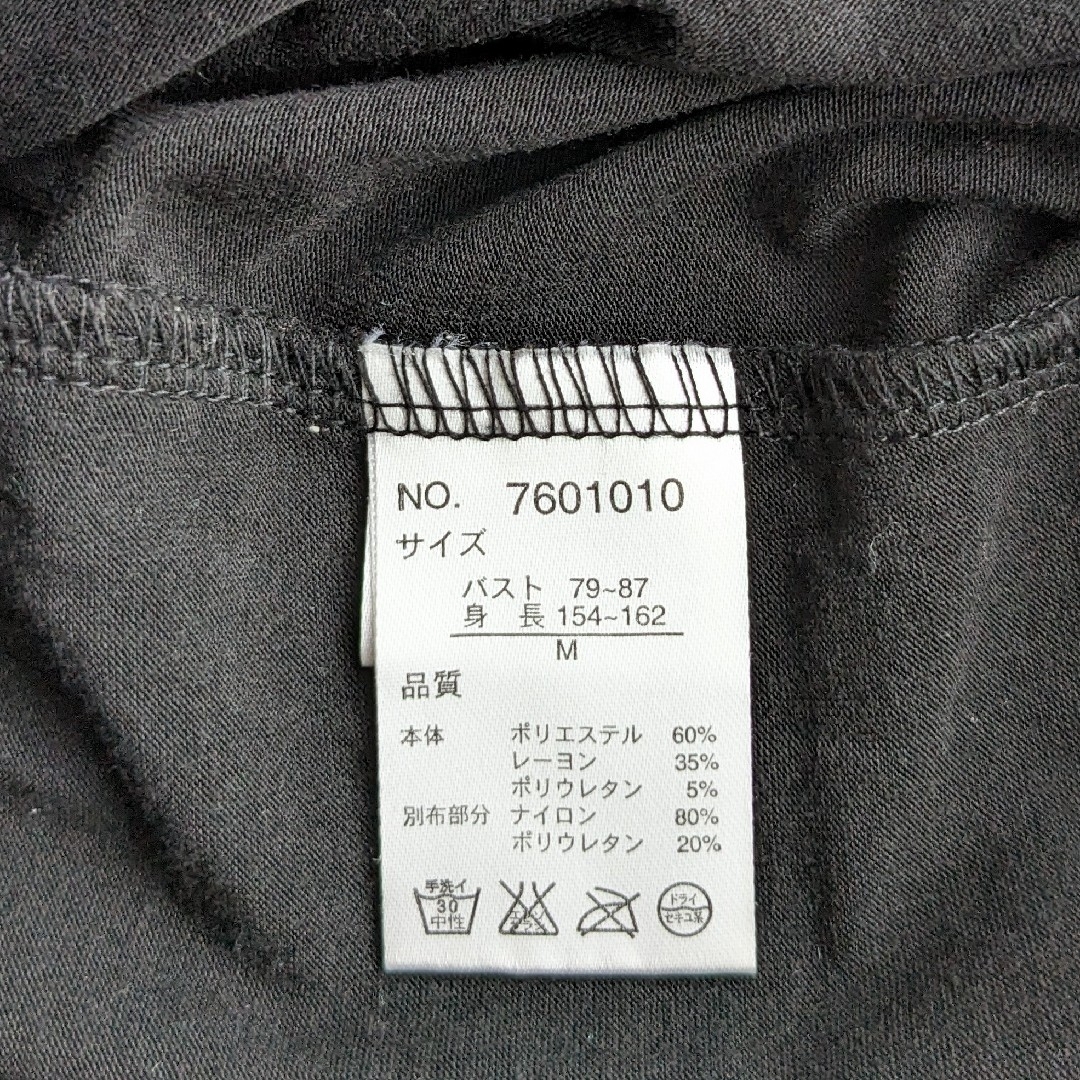 NO. 7601010
サイズ
バスト 79~87
身 長 154~162
M
品質
本体 ポリエステル 60%
レーヨン 35%
ポリウレタン 5%
別布部分 ナイロン 80%
ポリウレタン 20%
手洗イ
30
中性
ドライ
セキユ系